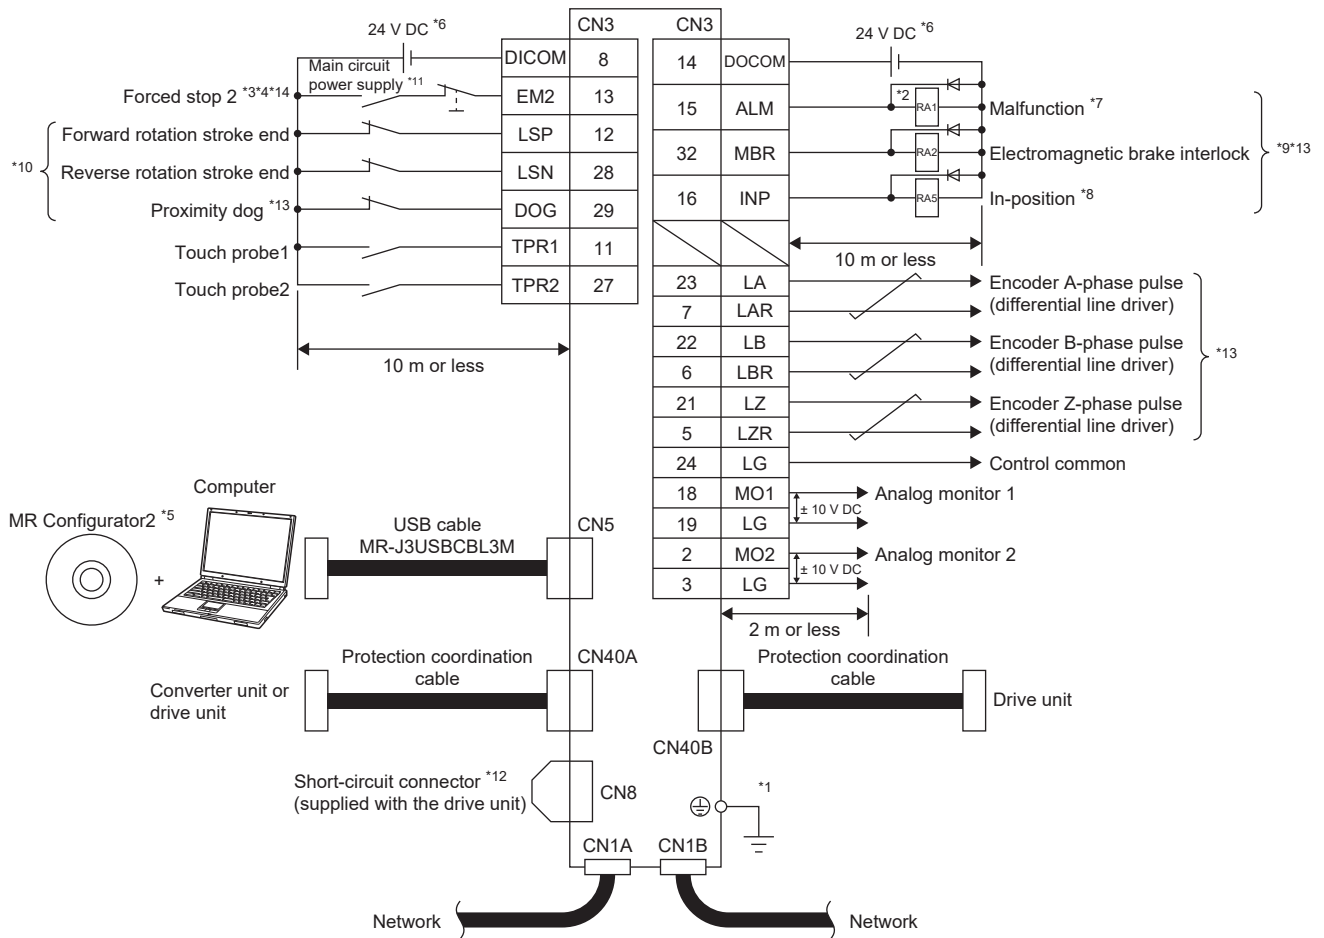 CN3
CN3
24 V DC *6
24 V DC *6
DICOM 8
Main circuit
power supply *11
Forced stop 2 *3*4*14
EM2 13
Forward rotation stroke end
LSP 12
*10
Reverse rotation stroke end
LSN 28
Proximity dog *13
DOG 29
Touch probe1
TPR1 11
Touch probe2
TPR2 27
10 m or less
14 DOCOM
15 ALM
*2
RA1
Malfunction *7
32 MBR
RA2
Electromagnetic brake interlock
*9*13
16 INP
RA5
In-position *8
10 m or less
23 LA
Encoder A-phase pulse
(differential line driver)
7 LAR
22 LB
Encoder B-phase pulse
(differential line driver)
6 LBR
*13
21 LZ
Encoder Z-phase pulse
(differential line driver)
5 LZR
24 LG
Control common
18 MO1
Analog monitor 1
± 10 V DC
19 LG
2 MO2
Analog monitor 2
± 10 V DC
3 LG
2 m or less
Computer
MR Configurator2 *5
+
USB cable
MR-J3USBCBL3M
CN5
Protection coordination
cable
CN40A
Converter unit or
drive unit
Protection coordination
cable
Drive unit
CN40B
Short-circuit connector *12
(supplied with the drive unit)
CN8
*1
CN1A
CN1B
Network
Network